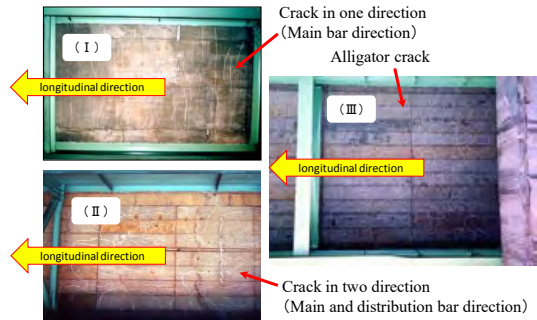 Crack in one direction
（Main bar direction）
（Ⅰ）
longitudinal direction
Alligator crack
（Ⅲ）
longitudinal direction
（Ⅱ）
longitudinal direction
Crack in two direction
（Main and distribution bar direction）